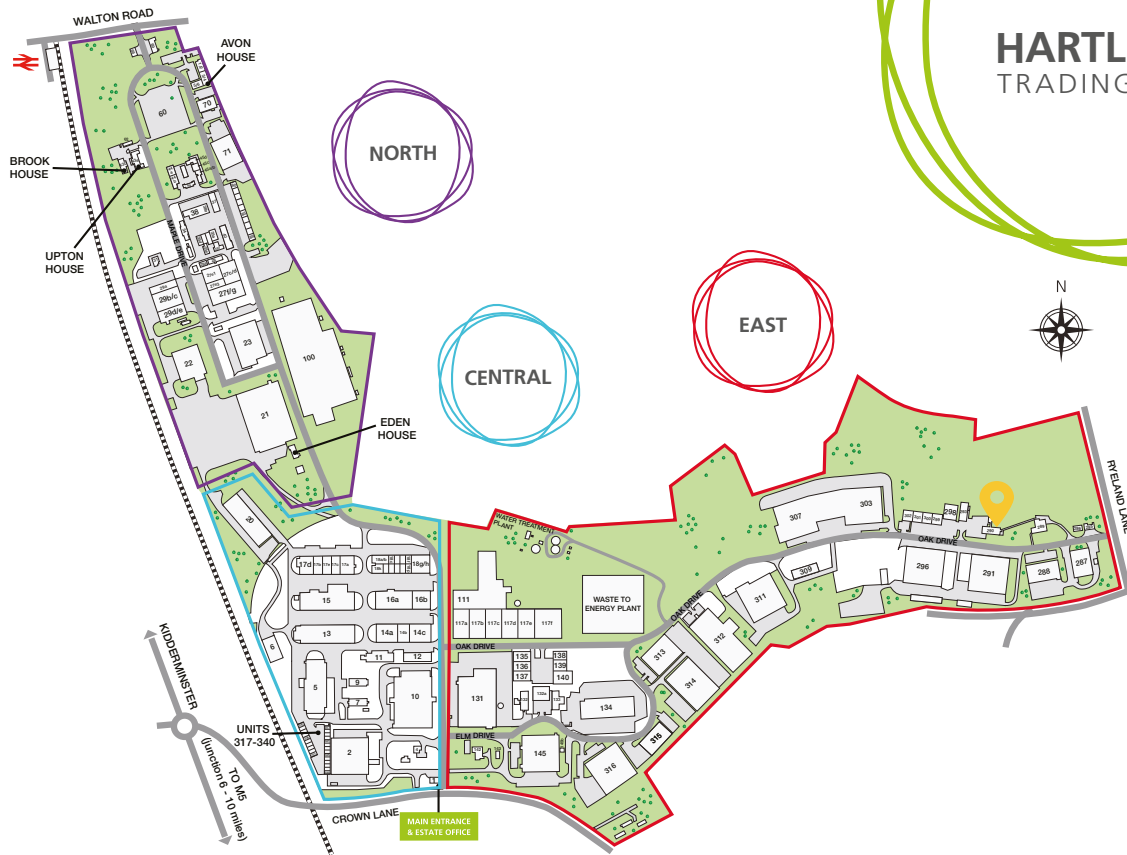 WALTON ROAD
HARTL
TRADING
AVON
HOUSE
70
60
71
NORTH
BROOK
HOUSE
UPTON
HOUSE
38
MAPLE DRIVE
27c/d
27f/g
29b/c
29d/e
23
22
100
21
EDEN
HOUSE
CENTRAL
EAST
N
RYELAND LANE
20
17d
18g/h
15
16a
16b
13
14a
14b
14c
6
11
12
5
9
7
10
2
UNITS
317-340
KIDDERMINSTER
TO M5
(Junction 6 - 10 miles)
CROWN LANE
MAIN ENTRANCE
& ESTATE OFFICE
WATER TREATMENT
PLANT
111
117a
117b
117c
117d
117e
117f
WASTE TO
ENERGY PLANT
OAK DRIVE
131
135
136
137
138
139
140
132a
134
ELM DRIVE
145
OAK DRIVE
313
312
314
315
316
311
309
307
303
298
OAK DRIVE
296
291
288
287